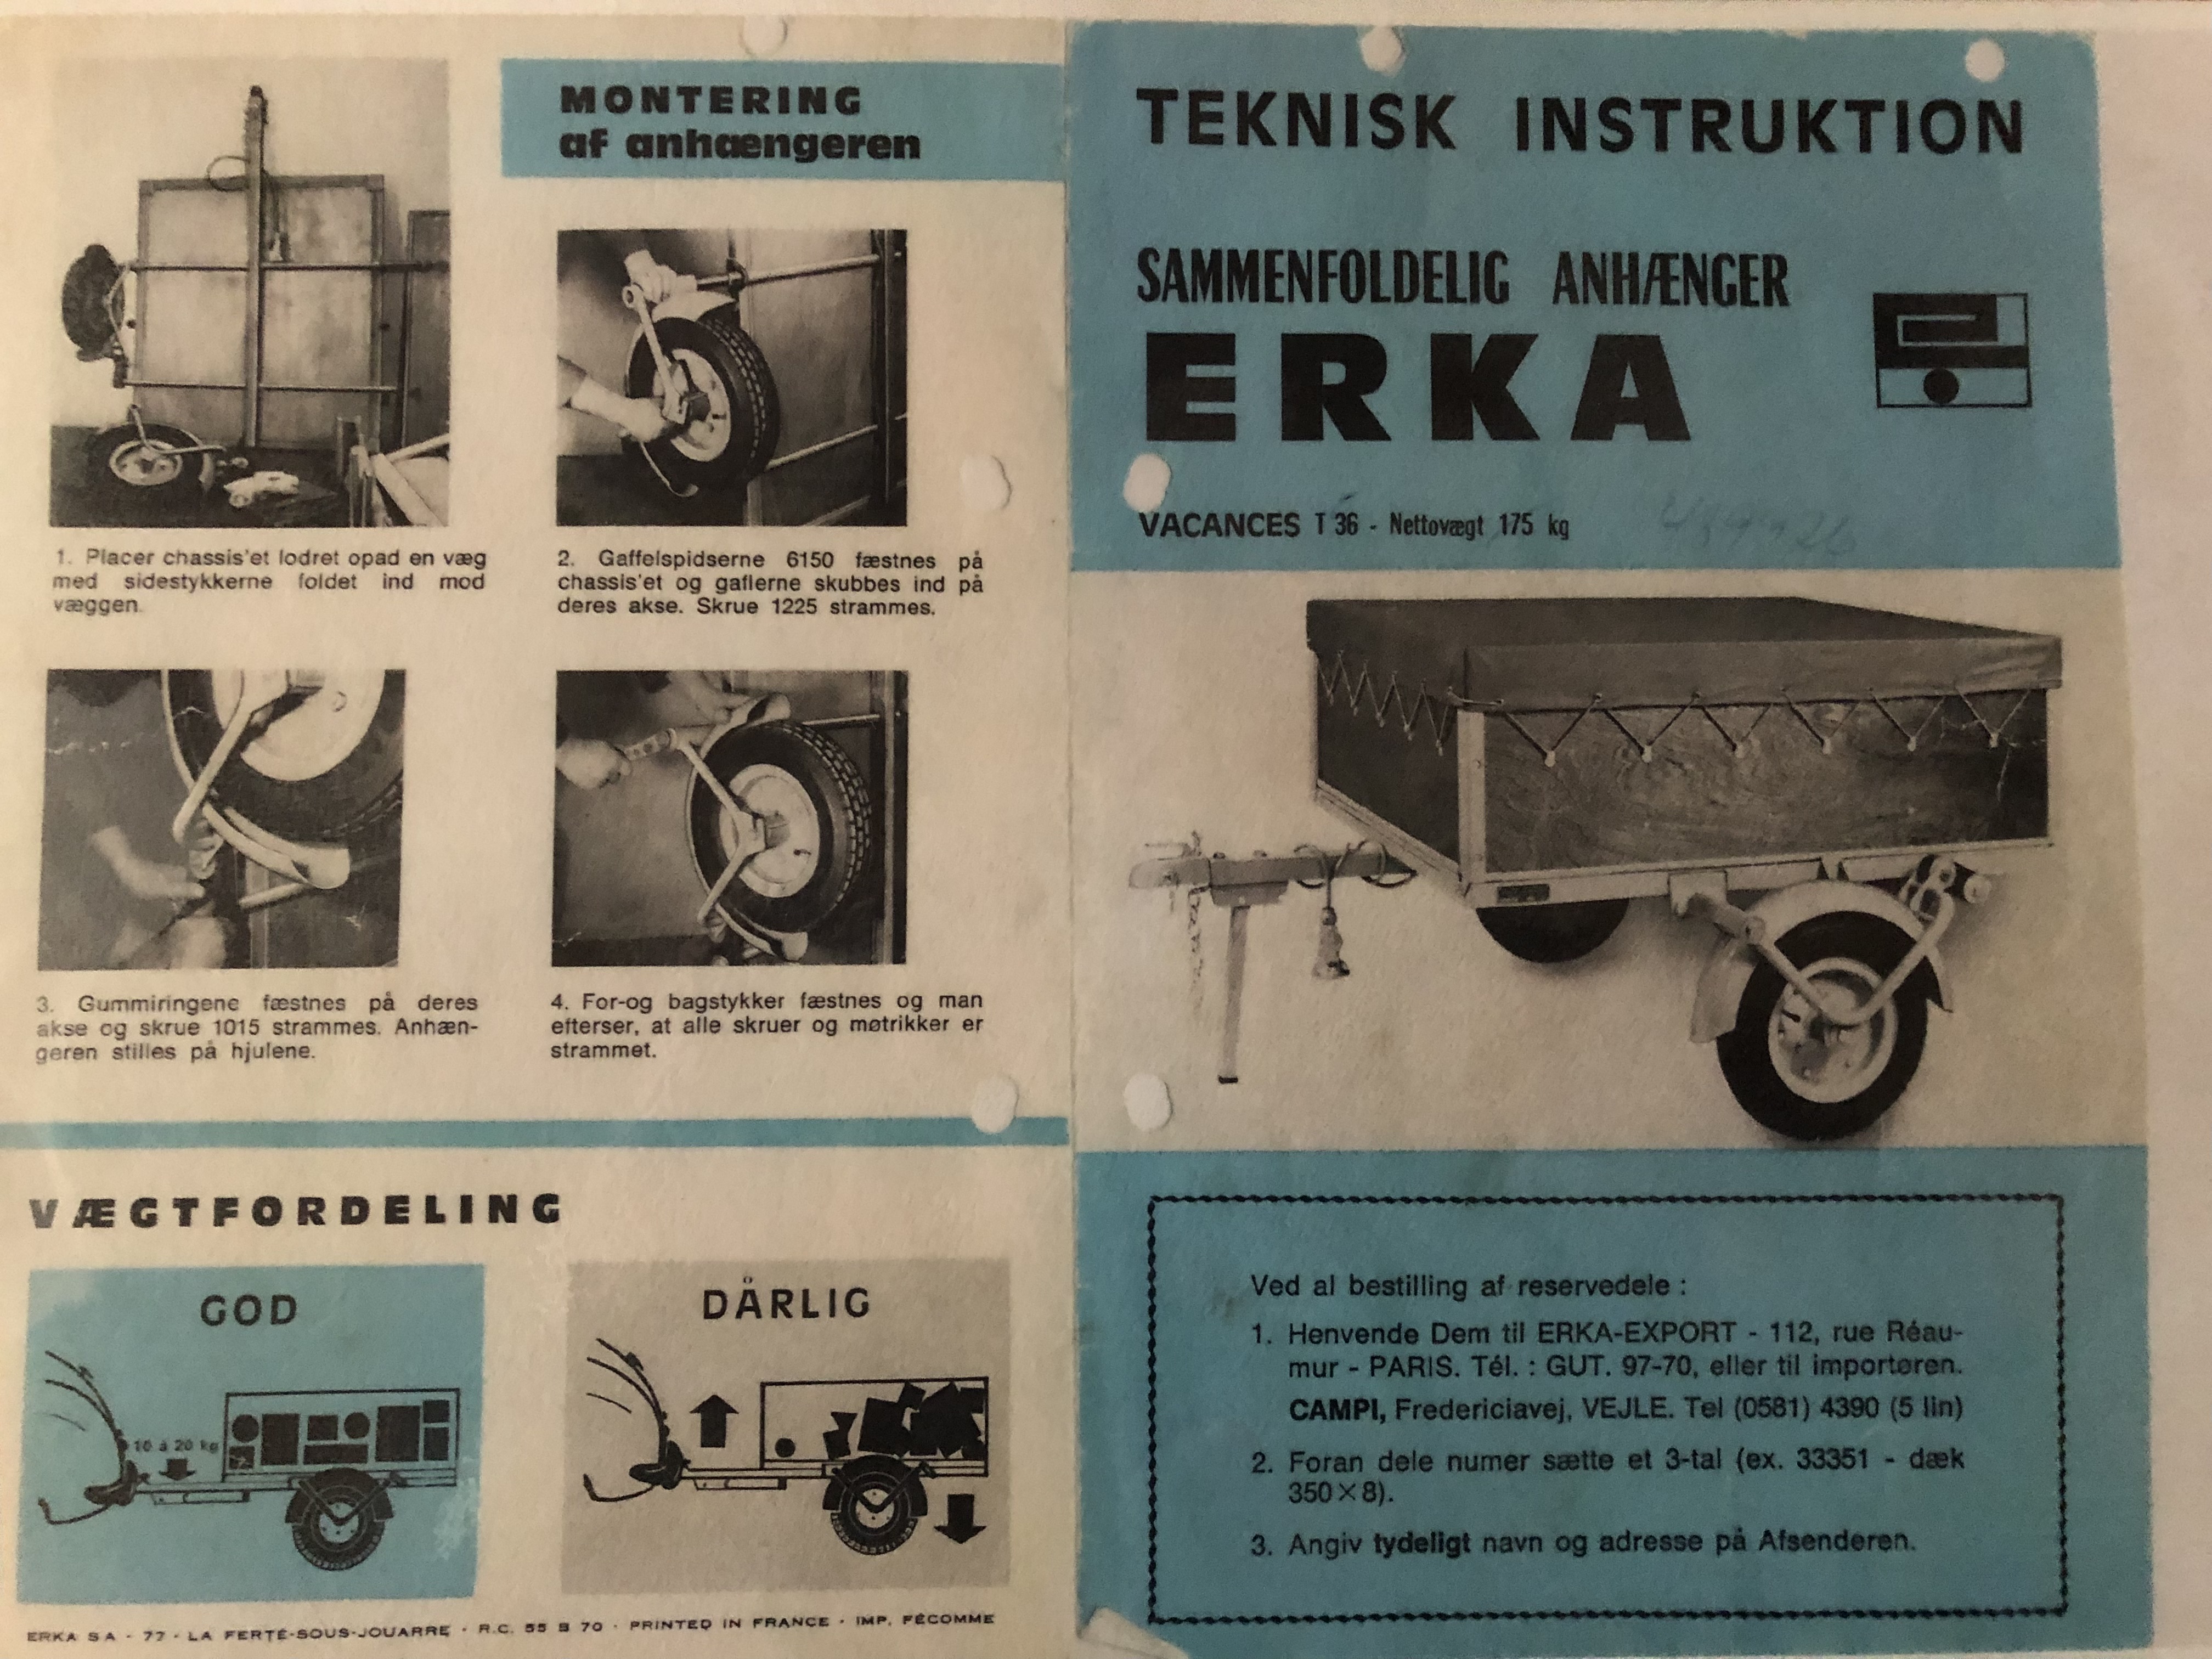 MONTERING
af anhængeren
1. Placer chassis'et lodret opad en væg
med sidestykkerne foldet ind mod
væggen.
2. Gaffelspidserne 6150 fæstnes på
chassis'et og gaflerne skubbes ind på
deres akse. Skrue 1225 strammes.
3. Gummiringene fæstnes på deres
akse og skrue 1015 strammes. Anhæn-
geren stilles på hjulene.
4. For-og bagstykker fæstnes og man
efterser, at alle skruer og møtrikker er
strammet.
VÆGTFORDELING
GOD
10 à 20 kg
DÅRLIG
ERKA SA - 77 - LA FERTÉ-SOUS-JOUARRE · R.C. 55 B 70 · PRINTED IN FRANCE · IMP. FÉCOMME
TEKNISK INSTRUKTION
SAMMENFOLDELIG ANHÆNGER
ERKA
VACANCES T 36 - Nettovægt 175 kg
Ved al bestilling af reservedele :
1. Henvende Dem til ERKA-EXPORT - 112, rue Réau-
mur - PARIS. Tél. : GUT. 97-70, eller til importøren.
CAMPI, Fredericiavej, VEJLE. Tel (0581) 4390 (5 lin)
2. Foran dele numer sætte et 3-tal (ex. 33351 - dæk
350×8).
3. Angiv tydeligt navn og adresse på Afsenderen.